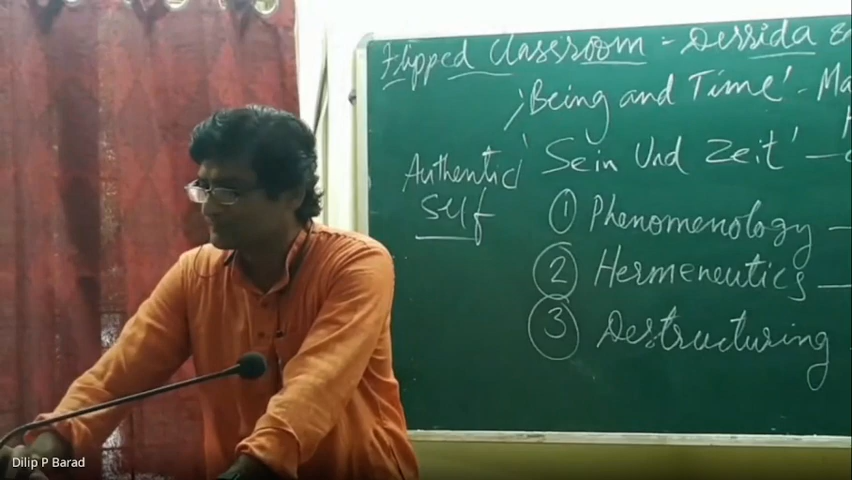 Flipped Classroom - Derrida &
'Being and Time' - Ma
Authentic 'Sein Und Zeit' -
Self ① Phenomenology -
② Hermeneutics -
③ Destructuring
Dilip P Barad